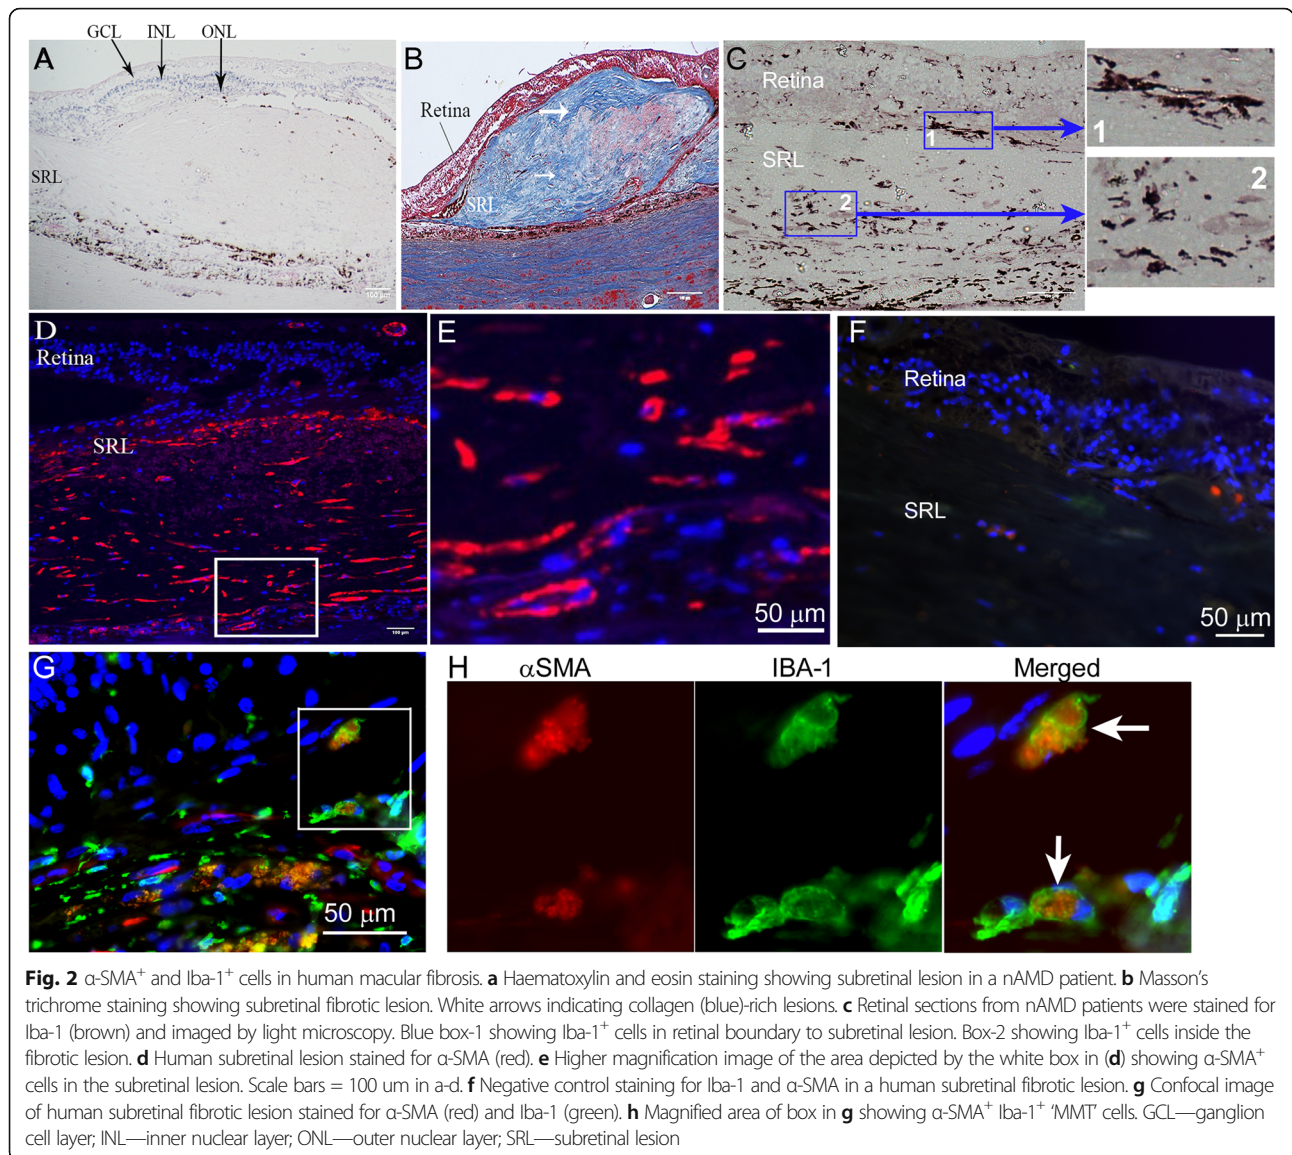 GCL INL ONL
A
SRL
100 µm
B
Retina
SRL
C
Retina
1
SRL
2
1
2
D
Retina
SRL
100 µm
E
50 µm
F
Retina
SRL
50 µm
G
50 µm
H
αSMA IBA-1 Merged
Fig. 2 α-SMA⁺ and Iba-1⁺ cells in human macular fibrosis. a Haematoxylin and eosin staining showing subretinal lesion in a nAMD patient. b Masson's
trichrome staining showing subretinal fibrotic lesion. White arrows indicating collagen (blue)-rich lesions. c Retinal sections from nAMD patients were stained for
Iba-1 (brown) and imaged by light microscopy. Blue box-1 showing Iba-1⁺ cells in retinal boundary to subretinal lesion. Box-2 showing Iba-1⁺ cells inside the
fibrotic lesion. d Human subretinal lesion stained for α-SMA (red). e Higher magnification image of the area depicted by the white box in (d) showing α-SMA⁺
cells in the subretinal lesion. Scale bars = 100 um in a-d. f Negative control staining for Iba-1 and α-SMA in a human subretinal fibrotic lesion. g Confocal image
of human subretinal fibrotic lesion stained for α-SMA (red) and Iba-1 (green). h Magnified area of box in g showing α-SMA⁺ Iba-1⁺ 'MMT' cells. GCL—ganglion
cell layer; INL—inner nuclear layer; ONL—outer nuclear layer; SRL—subretinal lesion